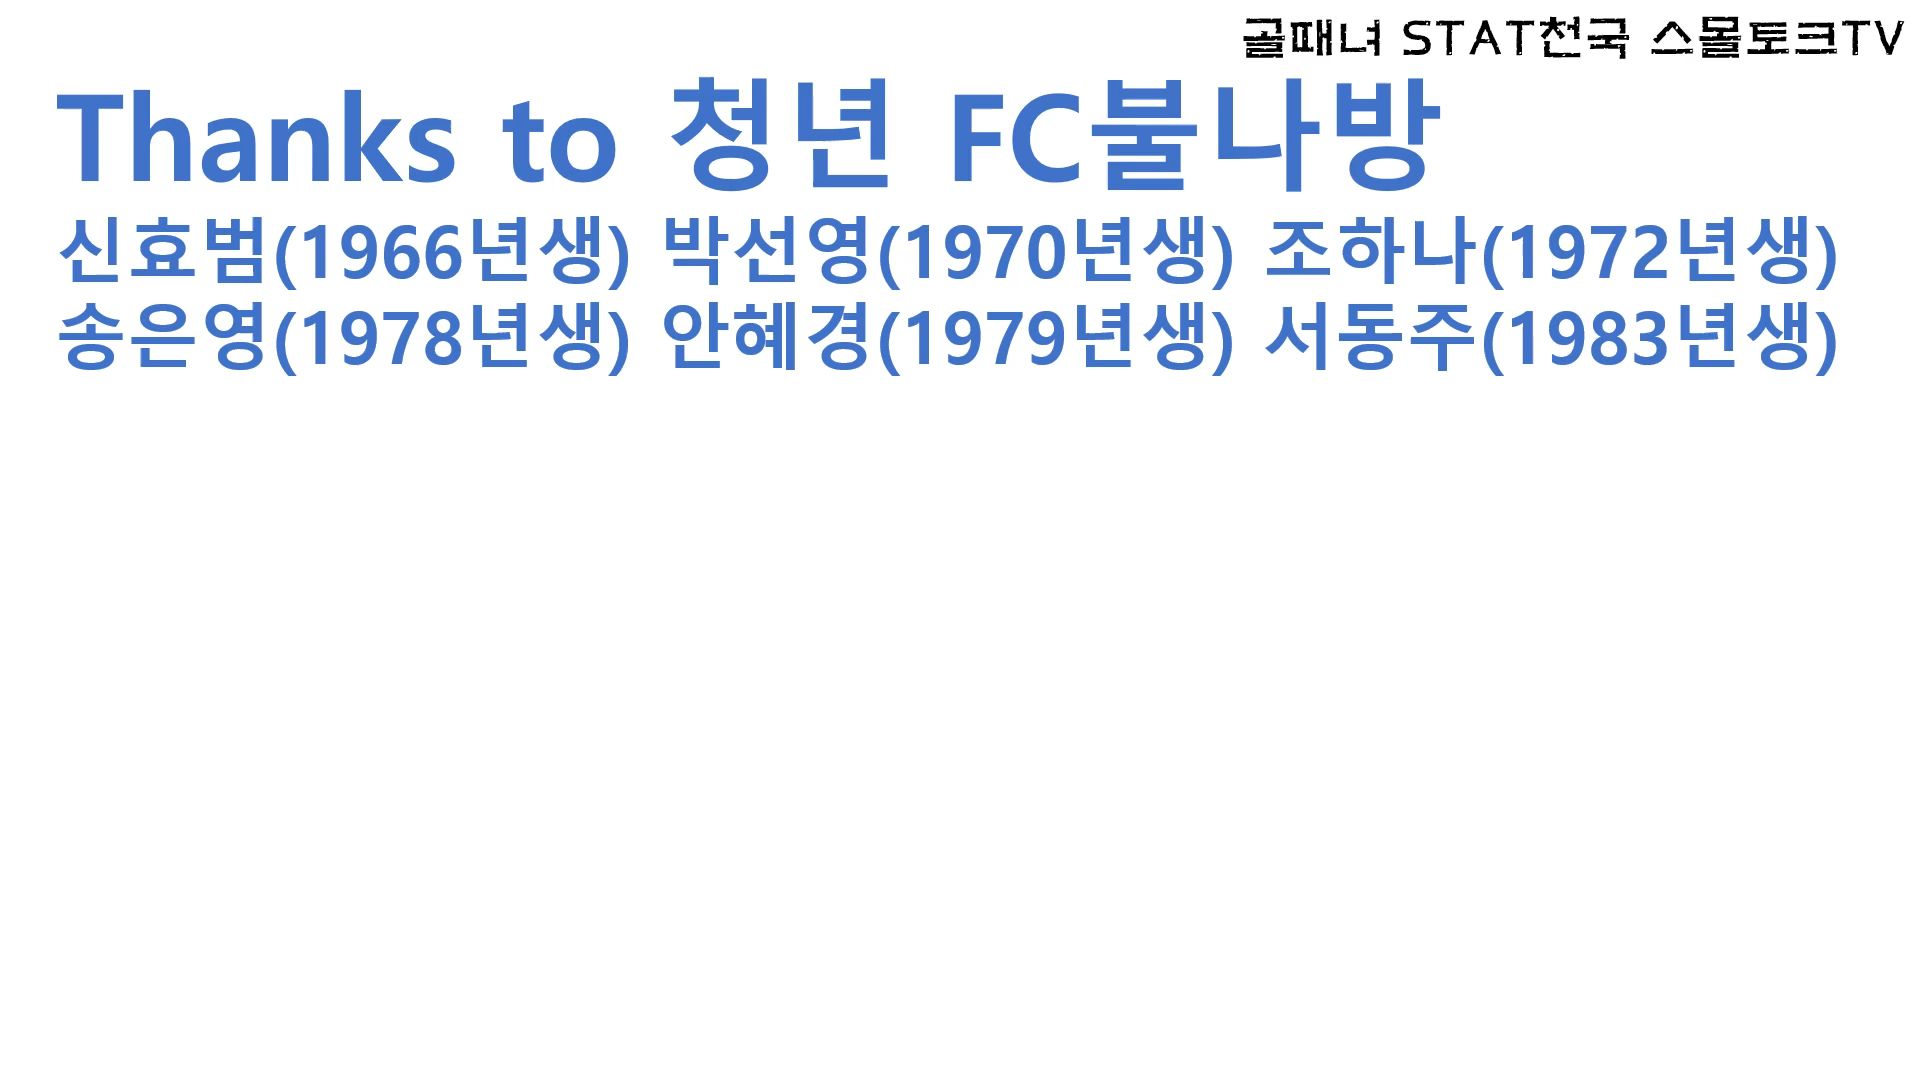 골때녀 STAT천국 스몰토크TV
Thanks to 청년 FC불나방
신효범(1966년생) 박선영(1970년생) 조하나(1972년생)
송은영(1978년생) 안혜경(1979년생) 서동주(1983년생)